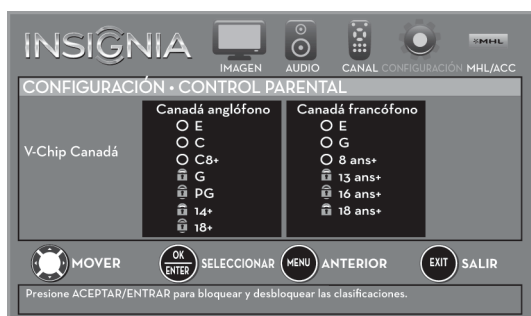 INSIGNIA
IMAGEN AUDIO CANAL CONFIGURACIÓN MHL/ACC
MHL
CONFIGURACIÓN • CONTROL PARENTAL
V-Chip Canadá
Canadá anglófono
E
C
C8+
G
PG
14+
18+
Canadá francófono
E
G
8 ans+
13 ans+
16 ans+
18 ans+
MOVER OK ENTER SELECCIONAR MENU ANTERIOR EXIT SALIR
Presione ACEPTAR/ENTRAR para bloquear y desbloquear las clasificaciones.